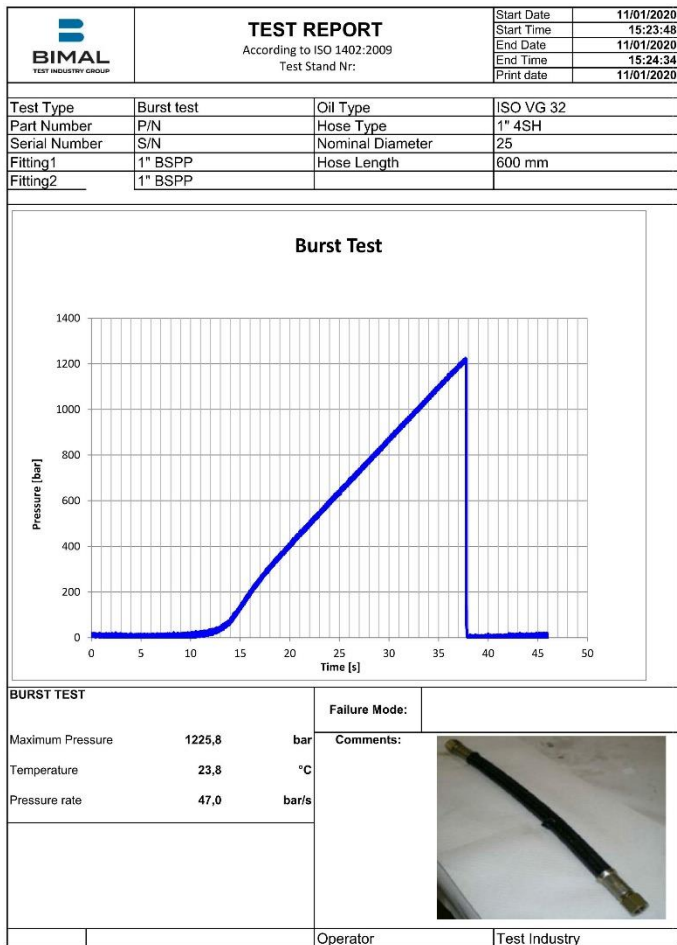 BIMAL
TEST INDUSTRY GROUP
TEST REPORT
According to ISO 1402:2009
Test Stand Nr:
Start Date 11/01/2020
Start Time 15:23:48
End Date 11/01/2020
End Time 15:24:34
Print date 11/01/2020
Test Type Burst test Oil Type ISO VG 32
Part Number P/N Hose Type 1" 4SH
Serial Number S/N Nominal Diameter 25
Fitting1 1" BSPP Hose Length 600 mm
Fitting2 1" BSPP
Burst Test
1400
1200
1000
800
600
400
200
0
Pressure [bar]
0 5 10 15 20 25 30 35 40 45 50
Time [s]
BURST TEST
Maximum Pressure 1225,8 bar
Temperature 23,8 °C
Pressure rate 47,0 bar/s
Failure Mode:
Comments:
Operator Test Industry